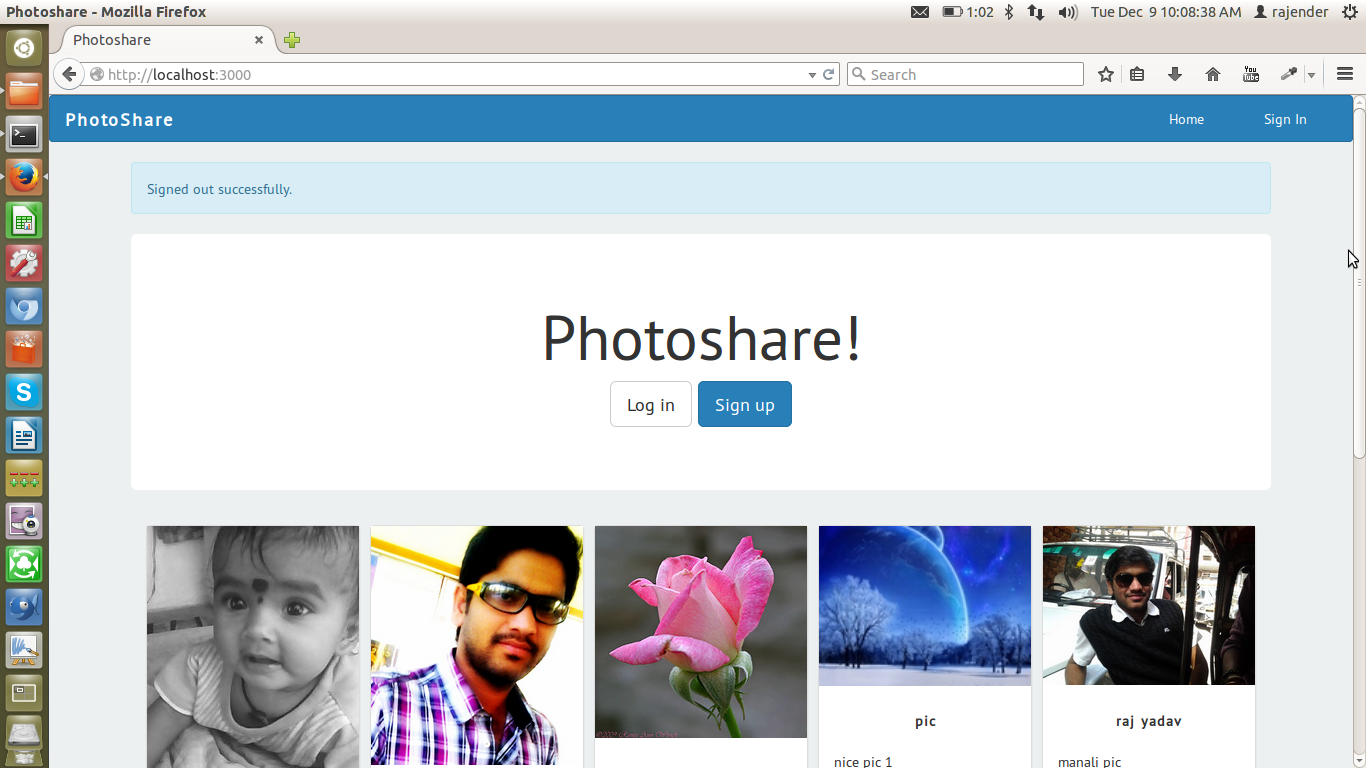 Photoshare - Mozilla Firefox
1:02
Tue Dec 9 10:08:38 AM
rajender
Photoshare
http://localhost:3000
Search
You
Tube
PhotoShare
Home
Sign In
Signed out successfully.
Photoshare!
Log in
Sign up
pic
raj yadav
nice pic 1
manali pic